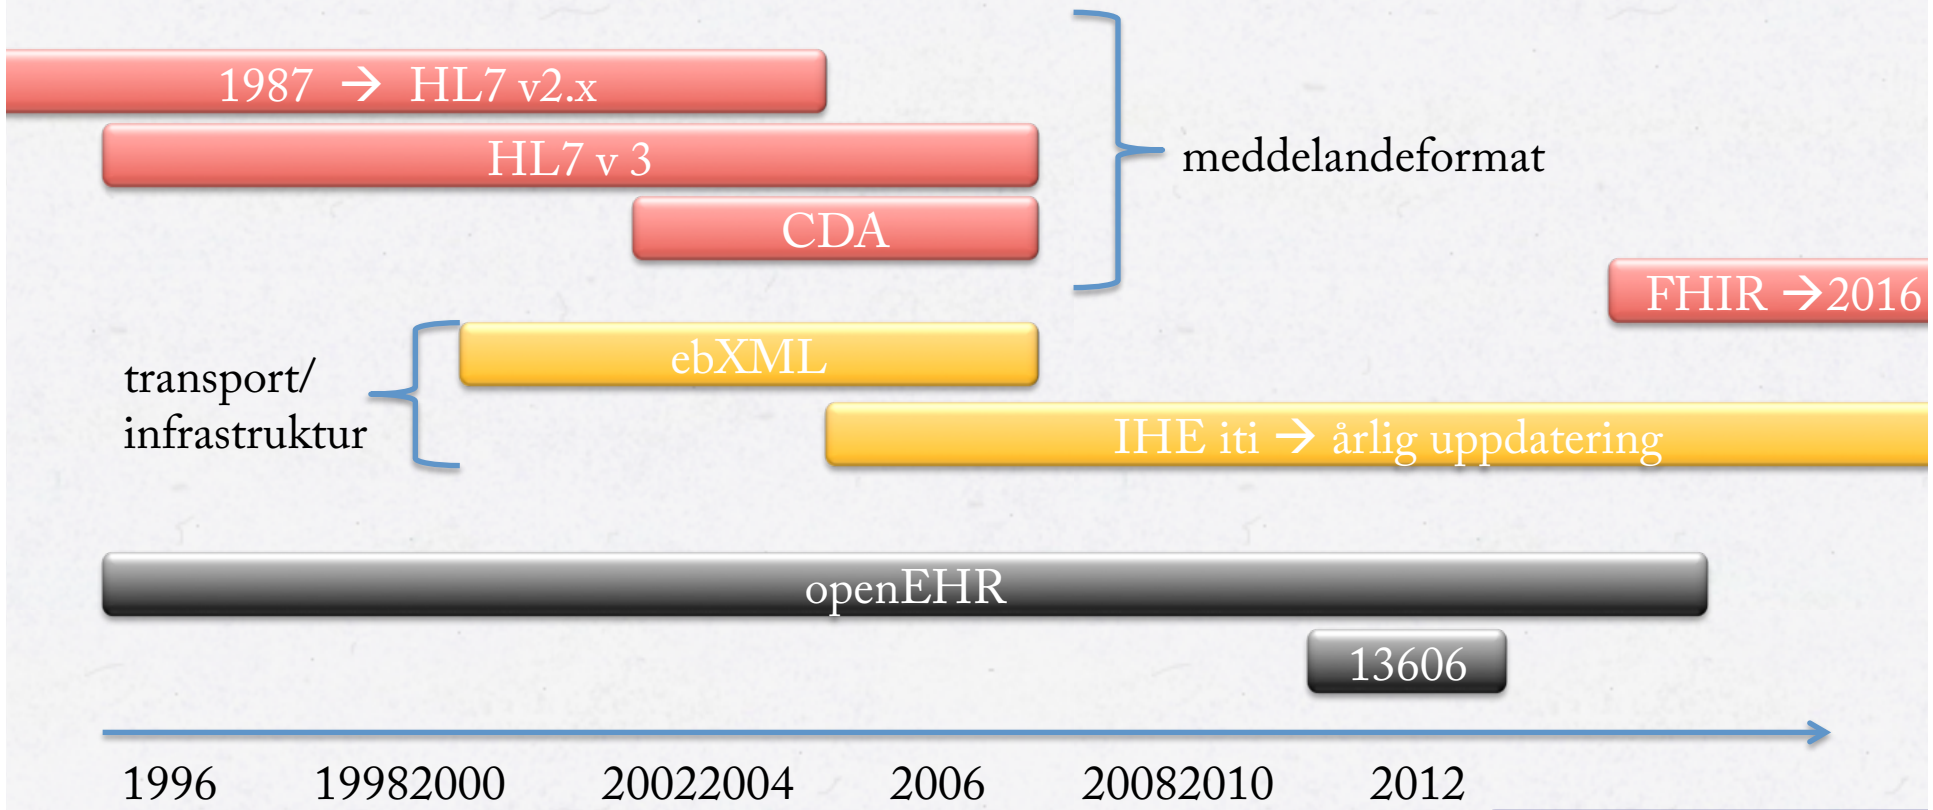 1987 → HL7 v2.x
HL7 v 3
meddelandeformat
CDA
FHIR →2016
ebXML
transport/
infrastruktur
IHE iti → årlig uppdatering
openEHR
13606
1996 19982000 20022004 2006 20082010 2012